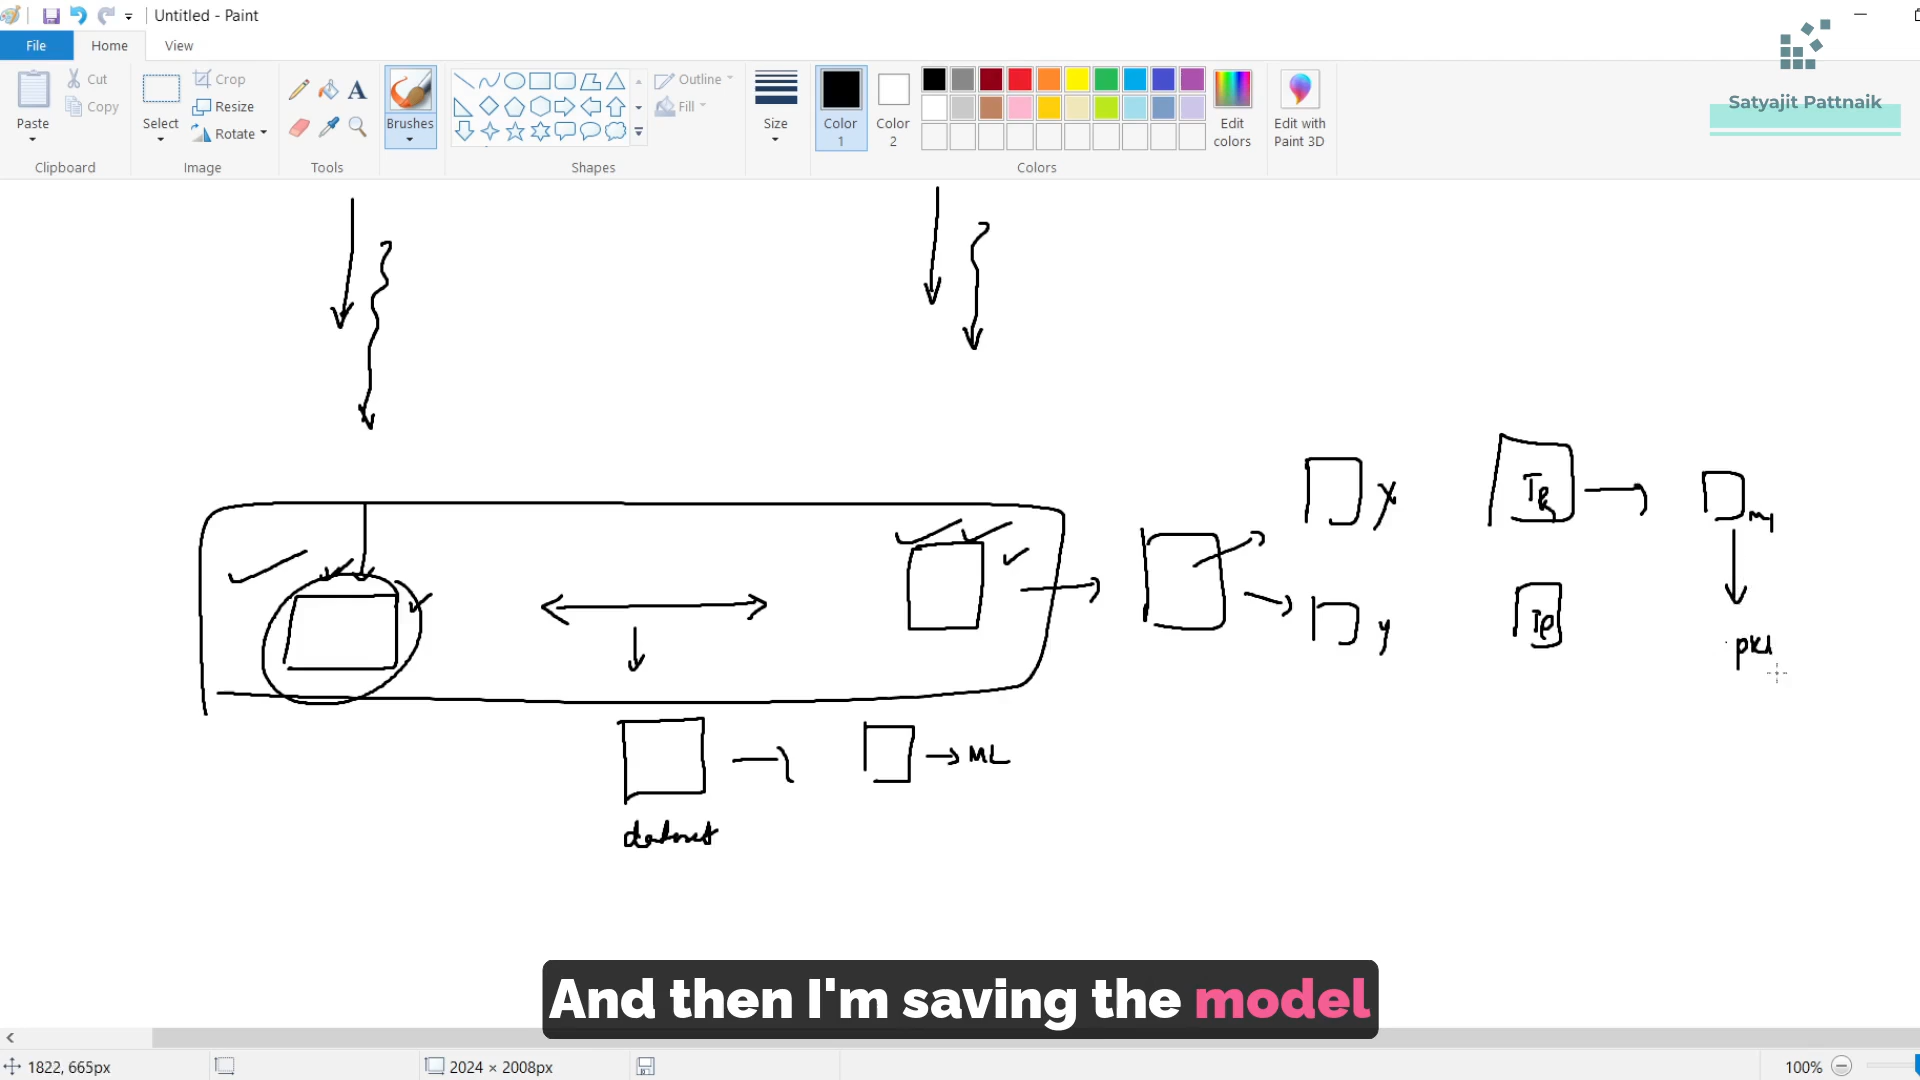 Untitled - Paint
File
Home
View
Paste
Cut
Copy
Clipboard
Select
Crop
Resize
Rotate
Image
Tools
Brushes
Shapes
Outline
Fill
Size
Color
1
Color
2
Edit
colors
Colors
Edit with
Paint 3D
Satyajit Pattnaik
X
TR
M1
y
pkl
ML
dataset
And then I'm saving the model
1822, 665px
2024 × 2008px
100%